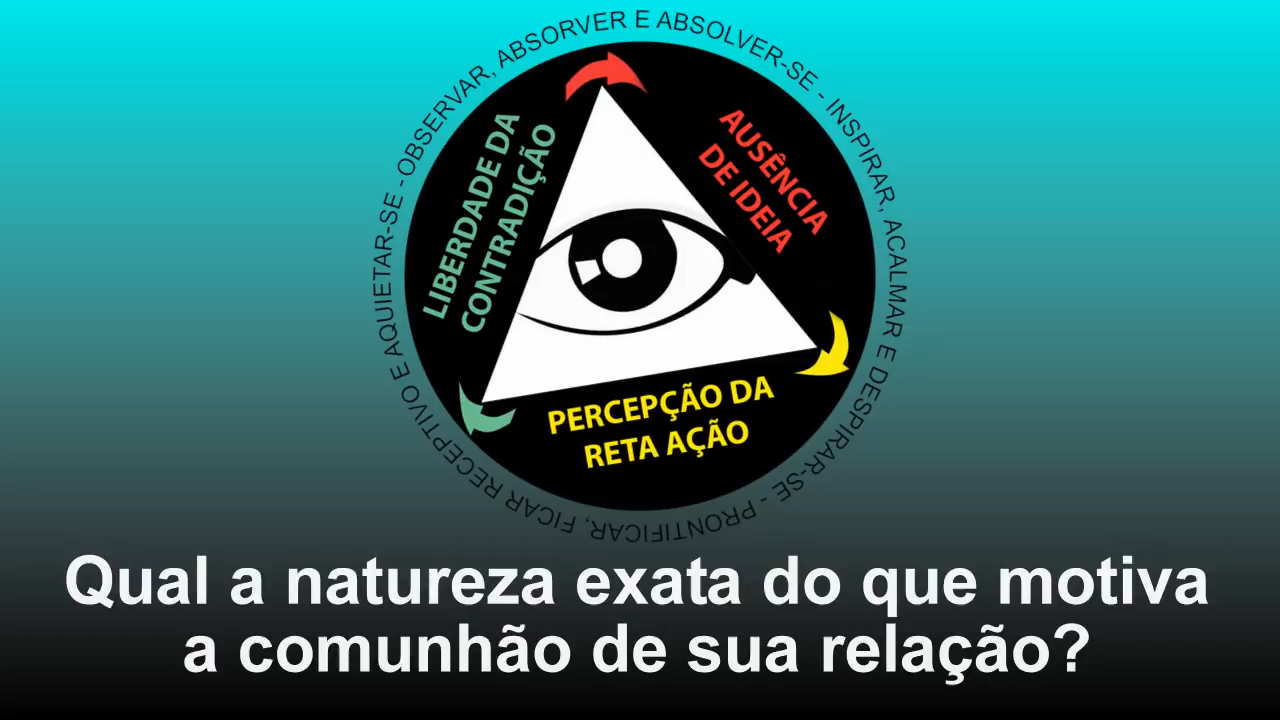 OBSERVAR, ABSORVER E ABSOLVER-SE - INSPIRAR, ACALMAR E DESPIRAR-SE - PRONTIFICAR, FICAR RECEPTIVO E AQUIETAR-SE -
LIBERDADE DA
CONTRADIÇÃO
AUSÊNCIA
DE IDEIA
PERCEPÇÃO DA
RETA AÇÃO
Qual a natureza exata do que motiva
a comunhão de sua relação?